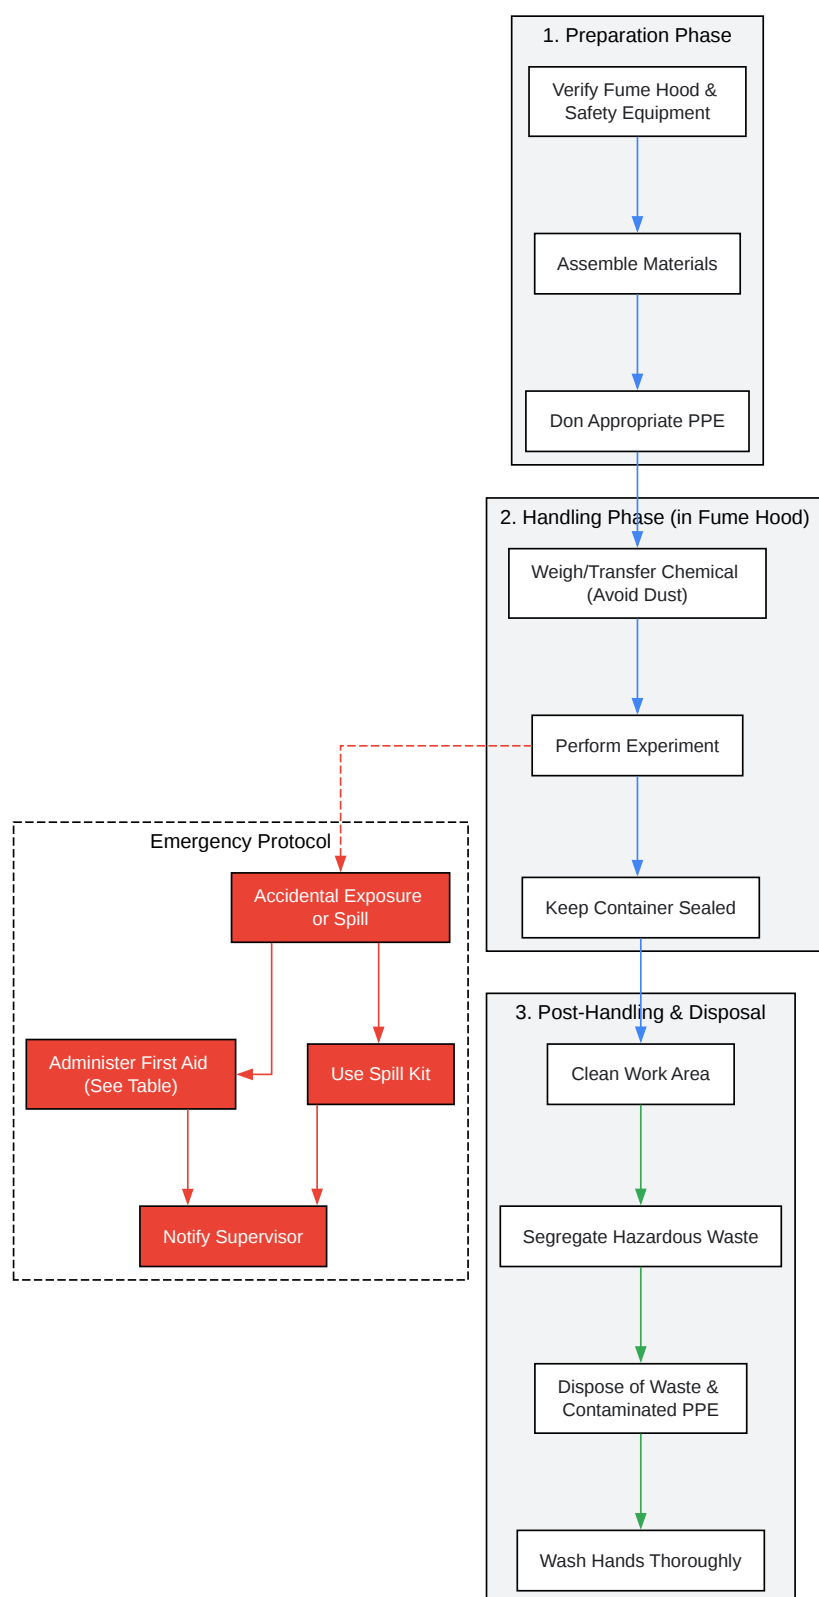 1. Preparation Phase
Verify Fume Hood &
Safety Equipment
Assemble Materials
Don Appropriate PPE
2. Handling Phase (in Fume Hood)
Weigh/Transfer Chemical
(Avoid Dust)
Perform Experiment
Keep Container Sealed
Emergency Protocol
Accidental Exposure
or Spill
Administer First Aid
(See Table)
Use Spill Kit
Notify Supervisor
3. Post-Handling & Disposal
Clean Work Area
Segregate Hazardous Waste
Dispose of Waste &
Contaminated PPE
Wash Hands Thoroughly